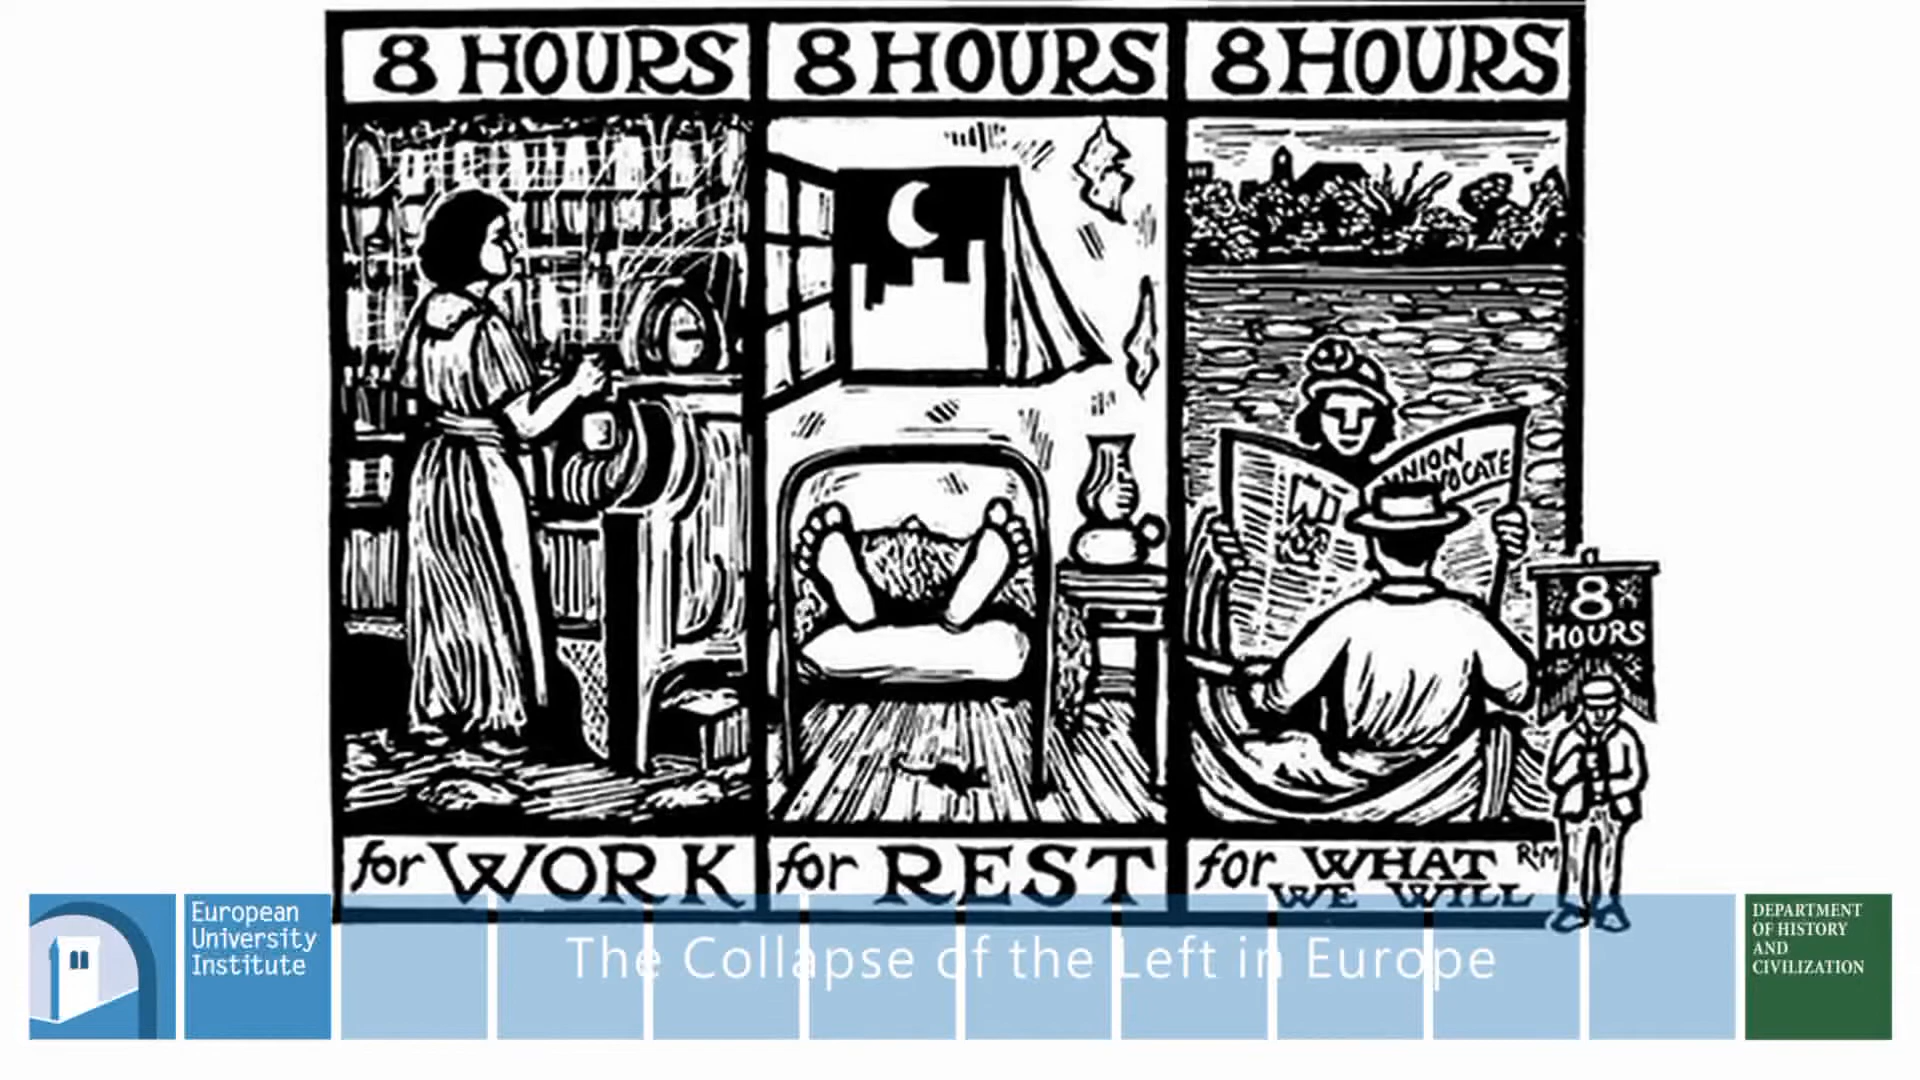 8 HOURS
8 HOURS
8 HOURS
UNION
VOCATE
8
HOURS
for WORK
for REST
for WHAT
WE WILL
RM
European
University
Institute
The Collapse of the Left in Europe
DEPARTMENT
OF HISTORY
AND
CIVILIZATION